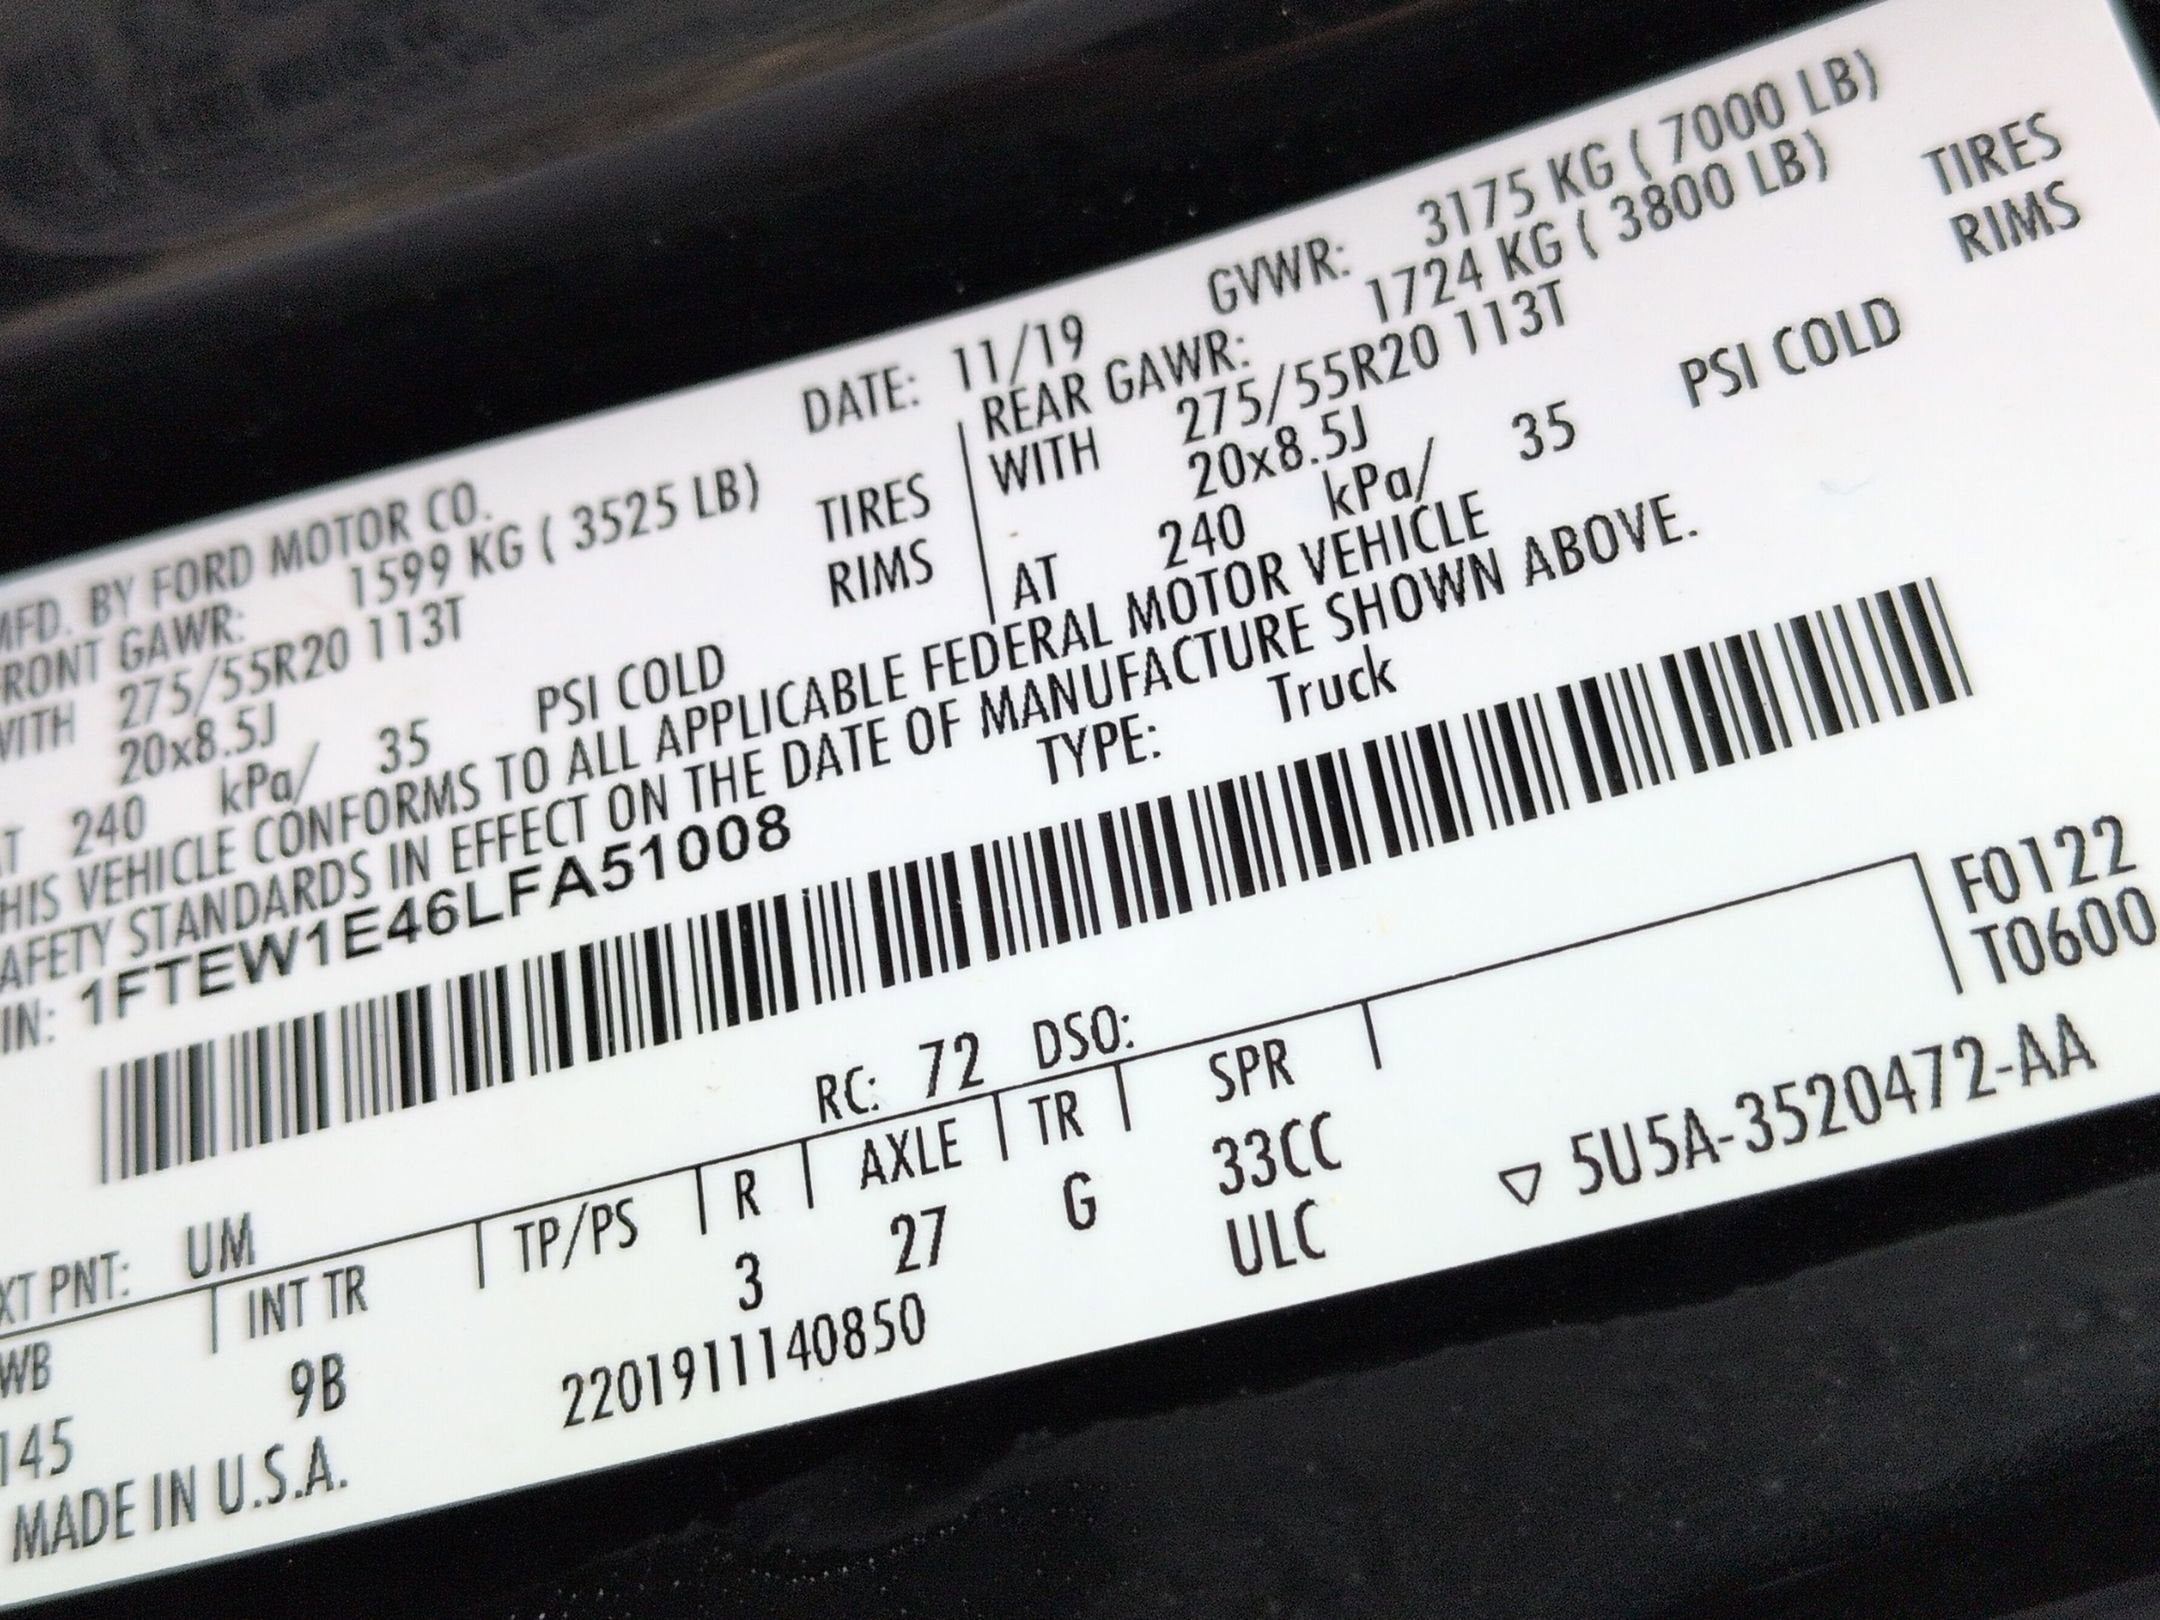 MFD. BY FORD MOTOR CO. DATE: 11/19 GVWR: 3175 KG ( 7000 LB)
FRONT GAWR: 1599 KG ( 3525 LB) REAR GAWR: 1724 KG ( 3800 LB)
WITH 275/55R20 113T TIRES WITH 275/55R20 113T TIRES
20x8.5J RIMS 20x8.5J RIMS
AT 240 kPa/ 35 PSI COLD AT 240 kPa/ 35 PSI COLD
THIS VEHICLE CONFORMS TO ALL APPLICABLE FEDERAL MOTOR VEHICLE
SAFETY STANDARDS IN EFFECT ON THE DATE OF MANUFACTURE SHOWN ABOVE.
IN: 1FTEW1E46LFA51008 TYPE: Truck
XT PNT: UM RC: 72 DSO: F0122
WB INT TR TP/PS R AXLE TR SPR T0600
145 9B 3 27 G 33CC
MADE IN U.S.A. 2201911140850 ULC ▽ 5U5A-3520472-AA